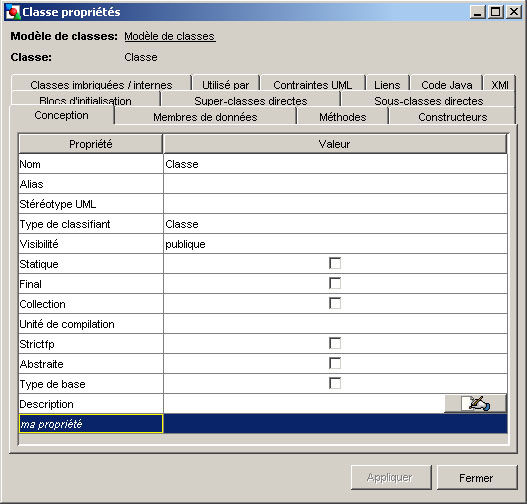 Classe propriétés
Modèle de classes: Modèle de classes
Classe: Classe
Classes imbriquées / internes Utilisé par Contraintes UML Liens Code Java XMI
Blocs d'initialisation Super-classes directes Sous-classes directes
Conception Membres de données Méthodes Constructeurs
Propriété Valeur
Nom Classe
Alias
Stéréotype UML
Type de classifiant Classe
Visibilité publique
Statique
Final
Collection
Unité de compilation
Strictfp
Abstraite
Type de base
Description
ma propriété
Appliquer Fermer